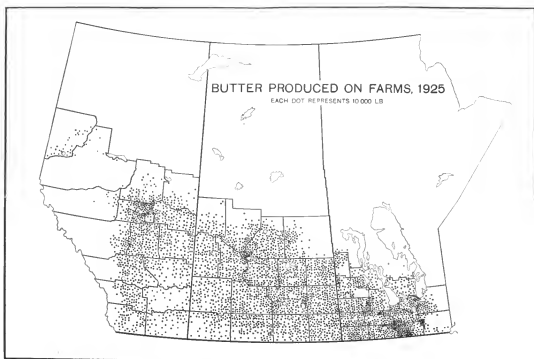 BUTTER PRODUCED ON FARMS, 1925
EACH DOT REPRESENTS 10 000 LB